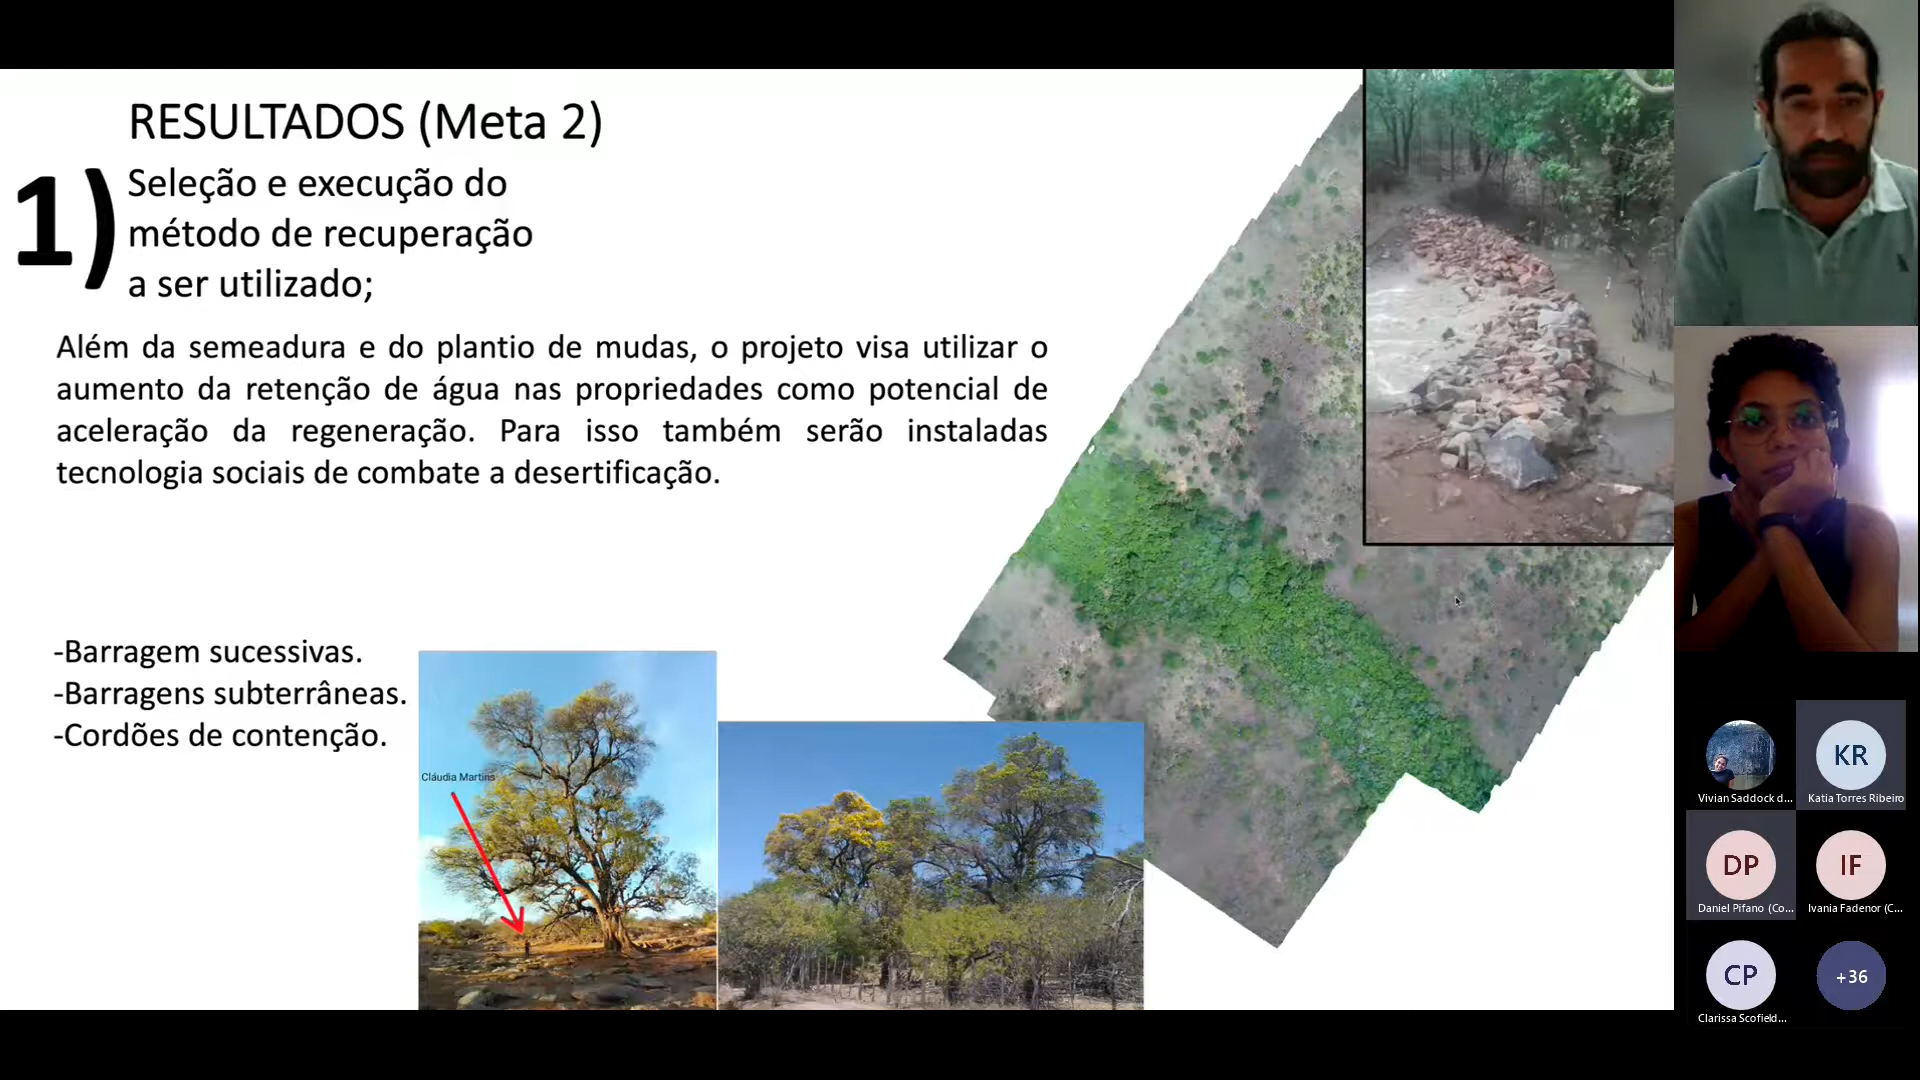 RESULTADOS (Meta 2)
1)
Seleção e execução do
método de recuperação
a ser utilizado;
Além da semeadura e do plantio de mudas, o projeto visa utilizar o
aumento da retenção de água nas propriedades como potencial de
aceleração da regeneração. Para isso também serão instaladas
tecnologia sociais de combate a desertificação.
-Barragem sucessivas.
-Barragens subterrâneas.
-Cordões de contenção.
Cláudia Martins
Vivian Saddock d...
KR
Katia Torres Ribeiro
DP
Daniel Pifano (Co...
IF
Ivania Fadenor (C...
CP
Clarissa Scofield...
+36